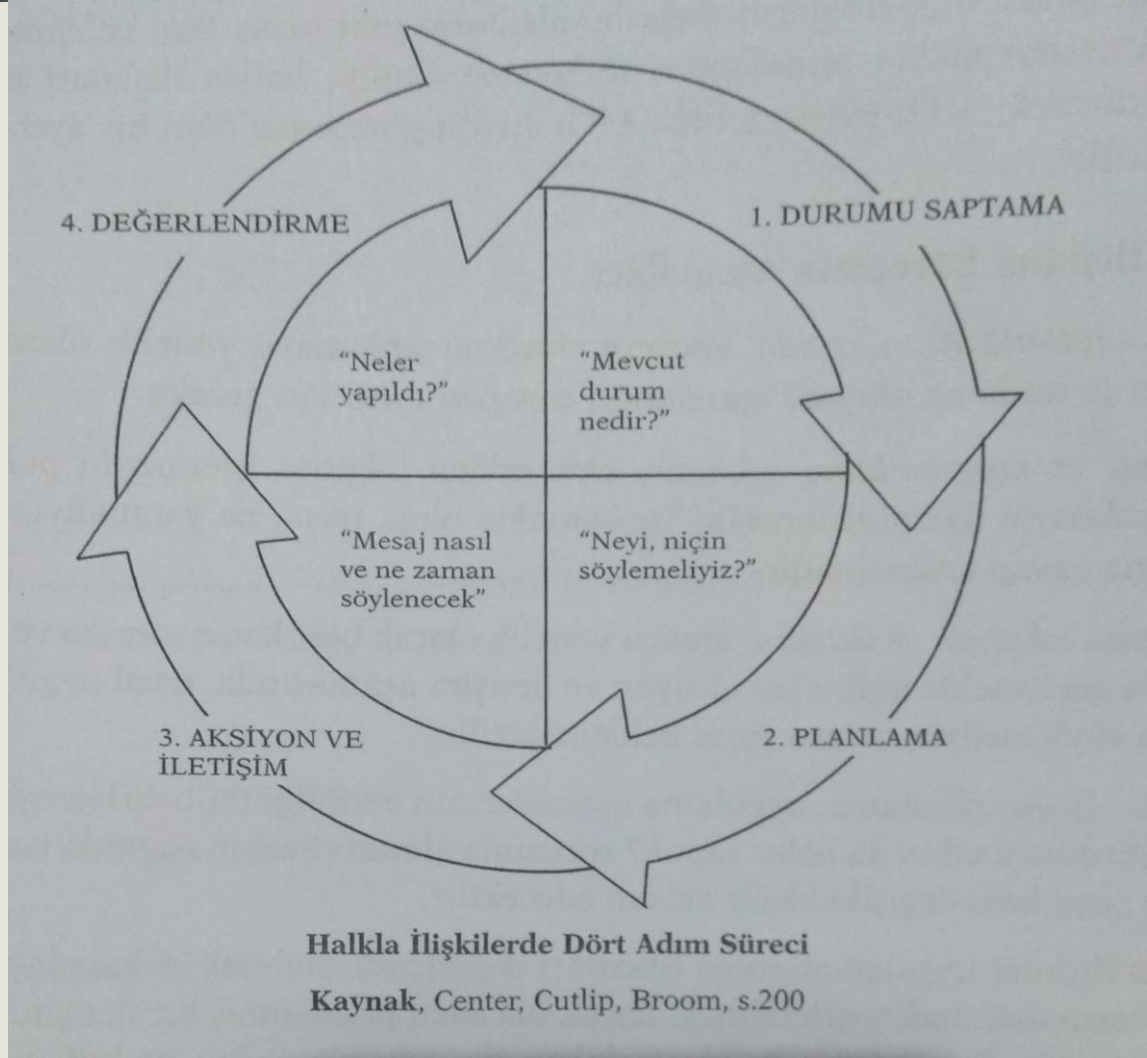 4. DEĞERLENDİRME
1. DURUMU SAPTAMA
“Neler
yapıldı?”
“Mevcut
durum
nedir?”
“Mesaj nasıl
ve ne zaman
söylenecek”
“Neyi, niçin
söylemeliyiz?”
3. AKSİYON VE
İLETİŞİM
2. PLANLAMA
Halkla İlişkilerde Dört Adım Süreci
Kaynak, Center, Cutlip, Broom, s.200